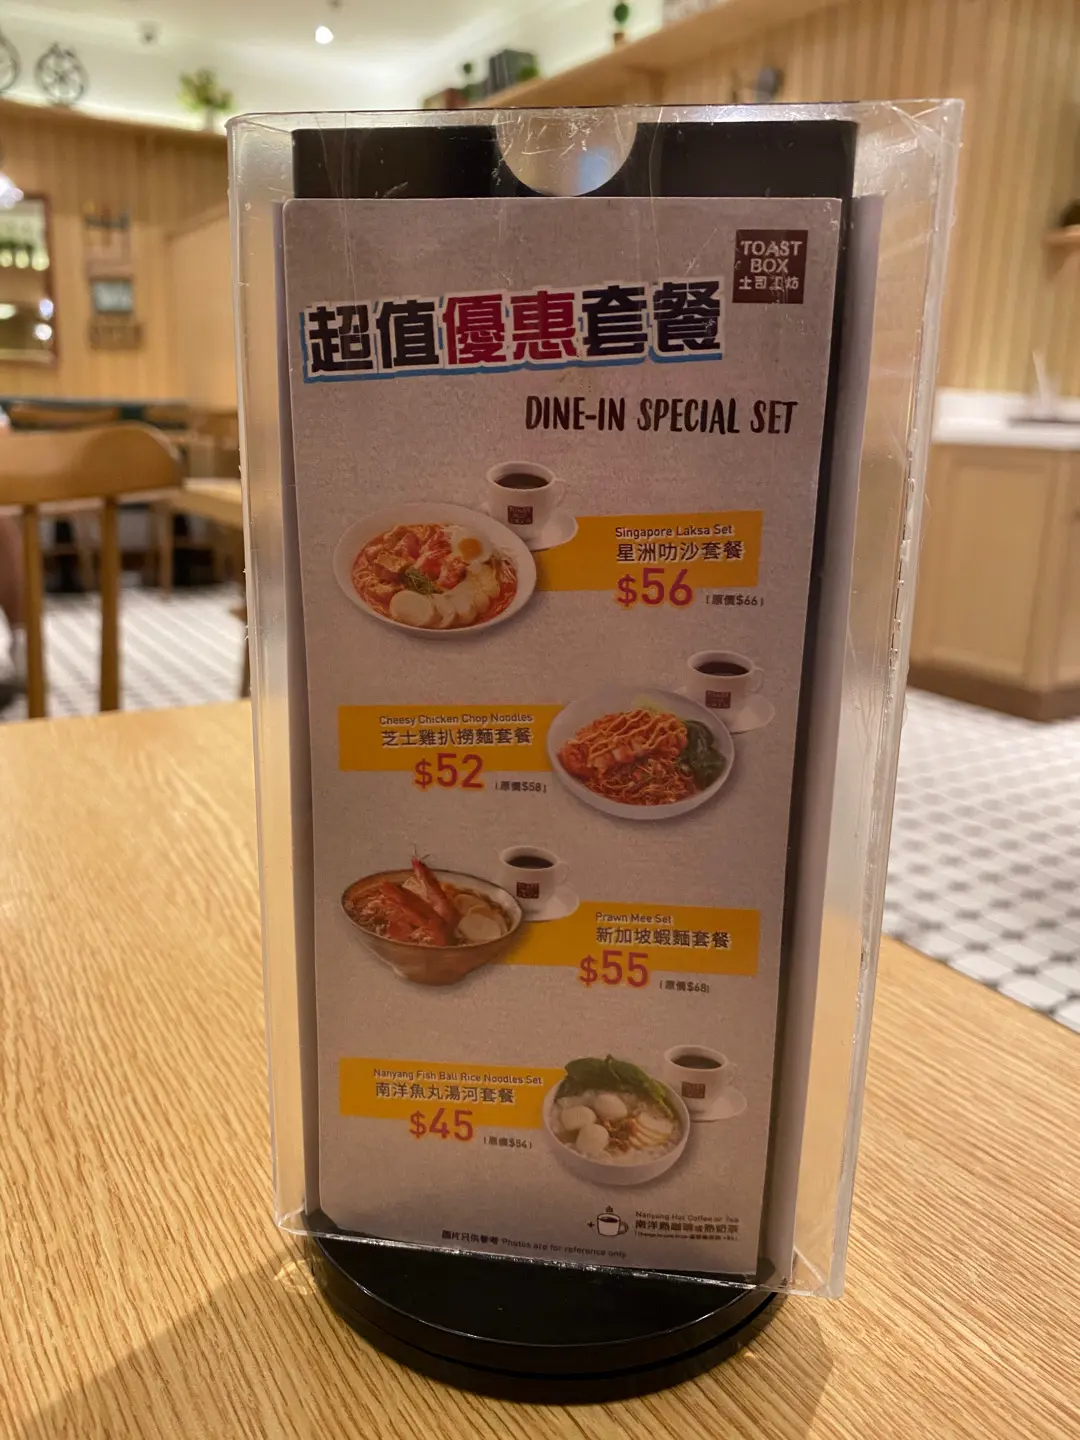 TOAST
BOX
土司工坊
超值優惠套餐
DINE-IN SPECIAL SET
Singapore Laksa Set
星洲叻沙套餐
$56 (原價$66)
Cheesy Chicken Chop Noodles
芝士雞扒撈麵套餐
$52 (原價$58)
Prawn Mee Set
新加坡蝦麵套餐
$55 (原價$68)
Nanyang Fish Ball Rice Noodles Set
南洋魚丸湯河套餐
$45 (原價$54)
+ Nanyang Hot Coffee or Tea
南洋熱咖啡或熱奶茶
圖片只供參考 Photos are for reference only